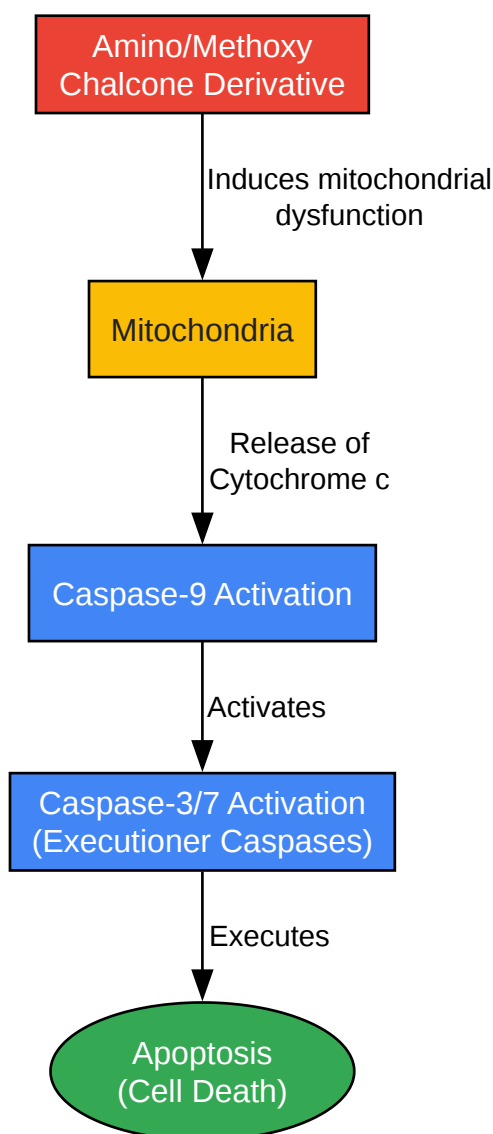 Amino/Methoxy
Chalcone Derivative
Induces mitochondrial
dysfunction
Mitochondria
Release of
Cytochrome c
Caspase-9 Activation
Activates
Caspase-3/7 Activation
(Executioner Caspases)
Executes
Apoptosis
(Cell Death)